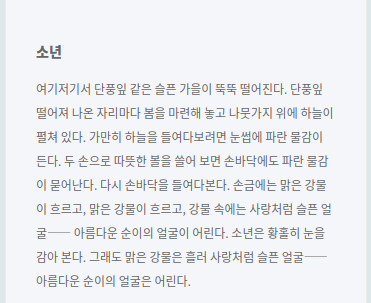 소년
여기저기서 단풍잎 같은 슬픈 가을이 뚝뚝 떨어진다. 단풍잎
떨어져 나온 자리마다 봄을 마련해 놓고 나뭇가지 위에 하늘이
펼쳐 있다. 가만히 하늘을 들여다보려면 눈썹에 파란 물감이
든다. 두 손으로 따뜻한 볼을 쓸어 보면 손바닥에도 파란 물감
이 묻어난다. 다시 손바닥을 들여다본다. 손금에는 맑은 강물
이 흐르고, 맑은 강물이 흐르고, 강물 속에는 사랑처럼 슬픈 얼
굴―― 아름다운 순이의 얼굴이 어린다. 소년은 황홀히 눈을
감아 본다. 그래도 맑은 강물은 흘러 사랑처럼 슬픈 얼굴――
아름다운 순이의 얼굴은 어린다.